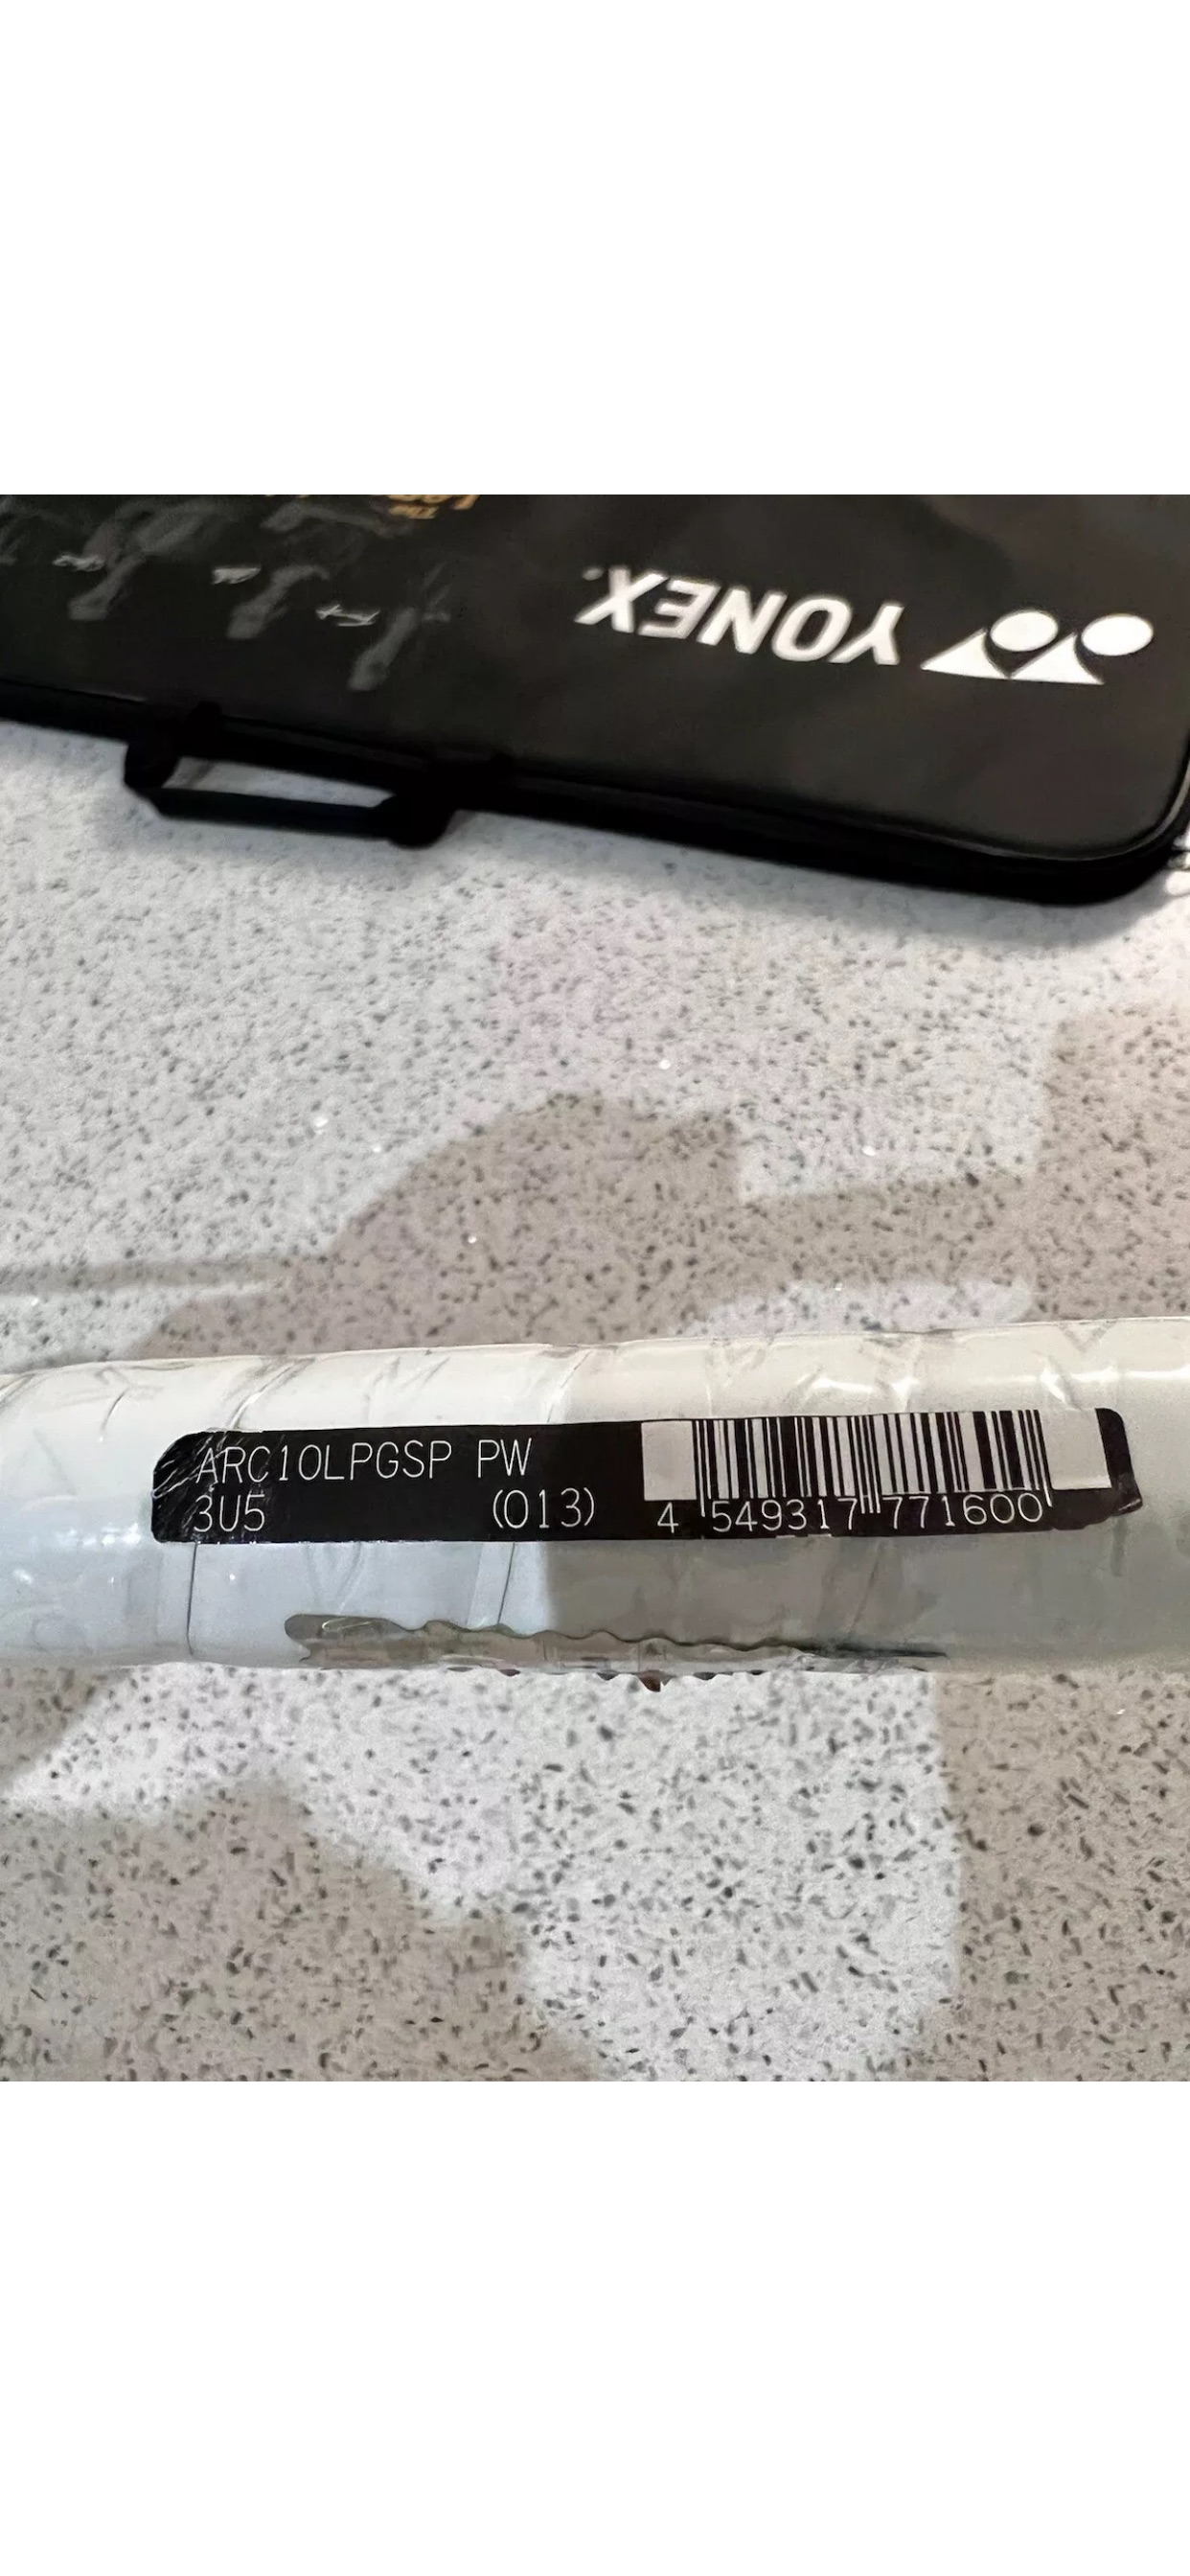 YONEX
ARC10LPGSP PW
3U5 (013)
4 549317 771600